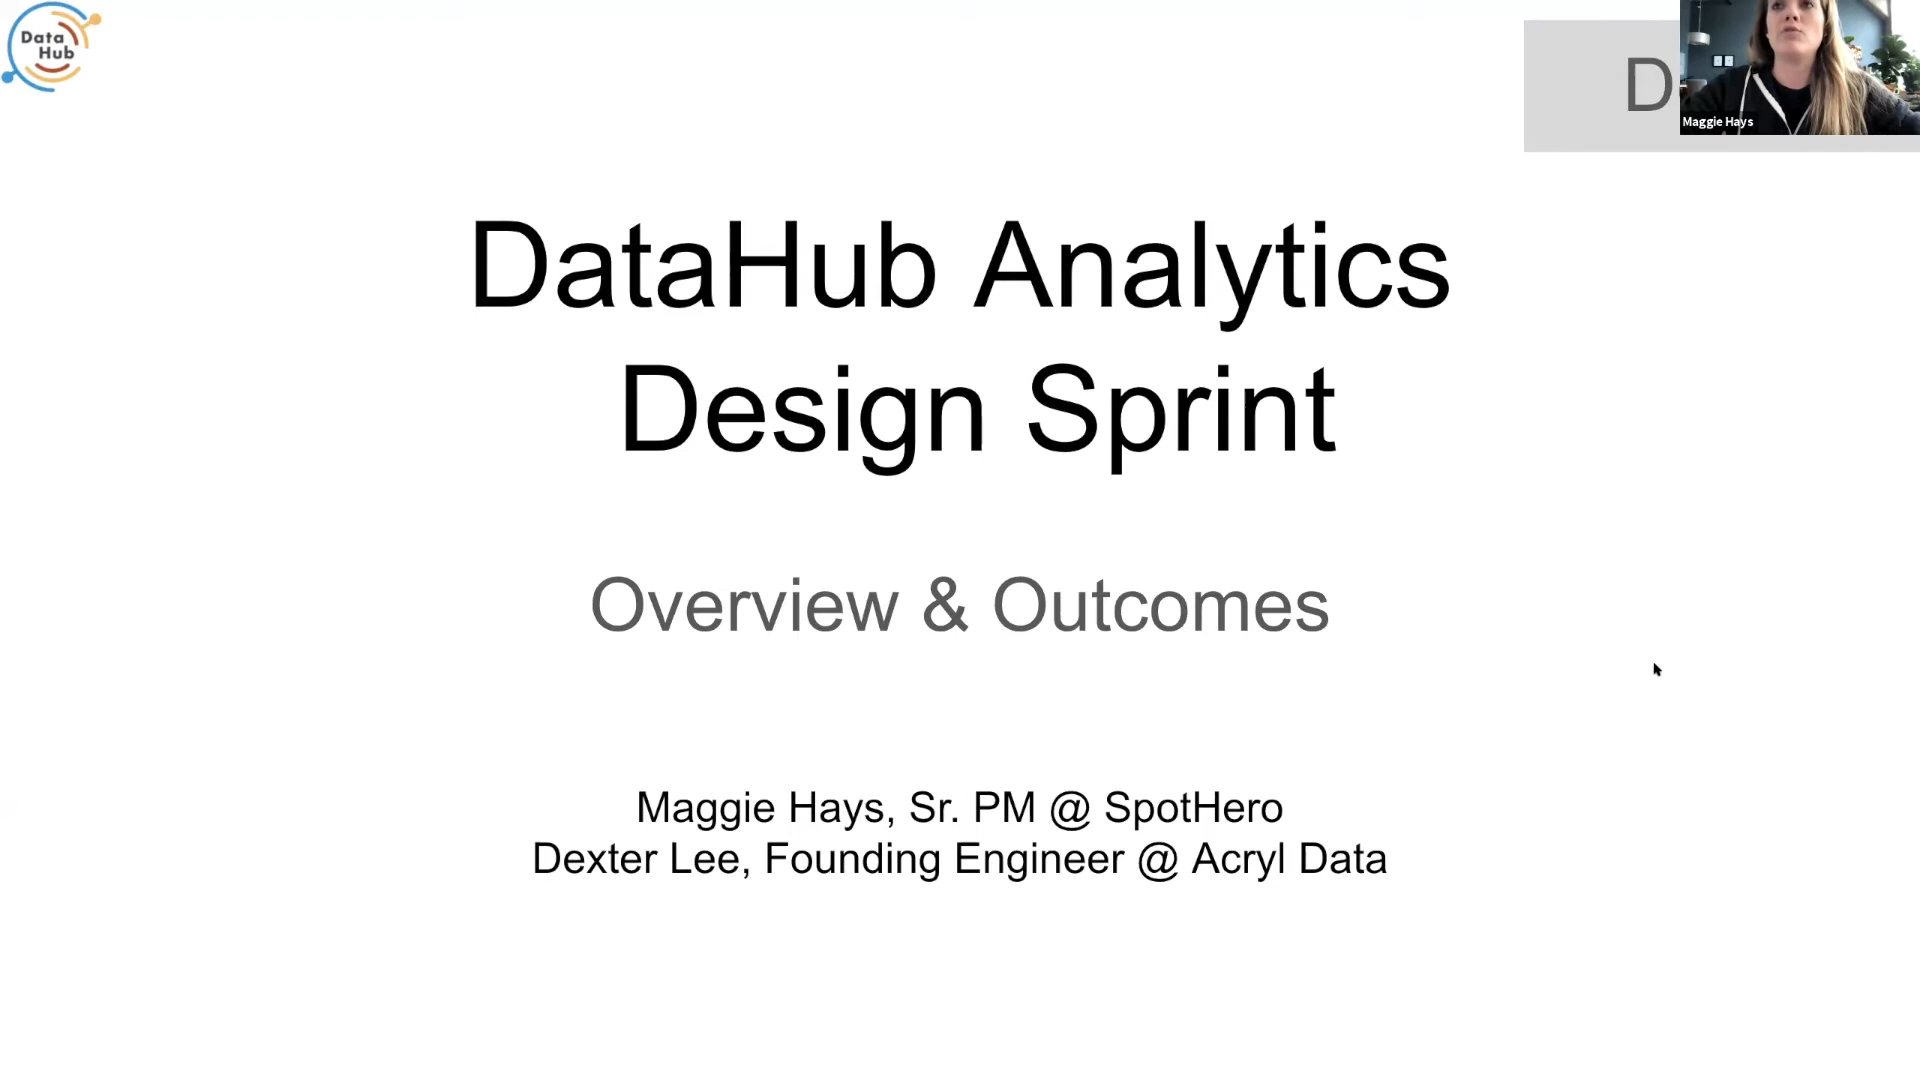 Data
Hub
D
Maggie Hays
DataHub Analytics
Design Sprint
Overview & Outcomes
Maggie Hays, Sr. PM @ SpotHero
Dexter Lee, Founding Engineer @ Acryl Data